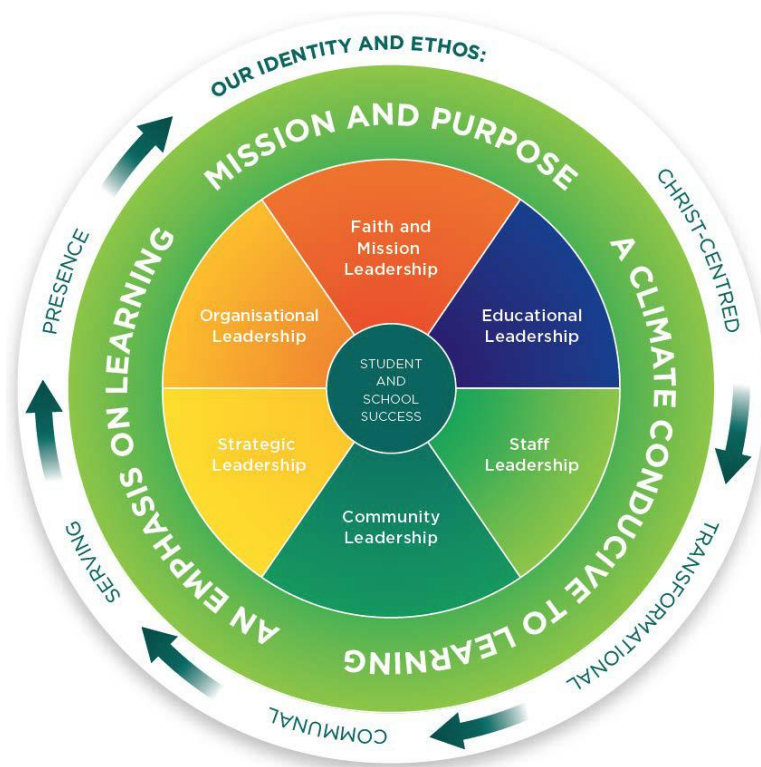 OUR IDENTITY AND ETHOS:
CHRIST-CENTRED
TRANSFORMATIONAL
COMMUNAL
SERVING
PRESENCE
MISSION AND PURPOSE
A CLIMATE CONDUCIVE TO LEARNING
AN EMPHASIS ON LEARNING
Faith and
Mission
Leadership
Educational
Leadership
Staff
Leadership
Community
Leadership
Strategic
Leadership
Organisational
Leadership
STUDENT
AND
SCHOOL
SUCCESS